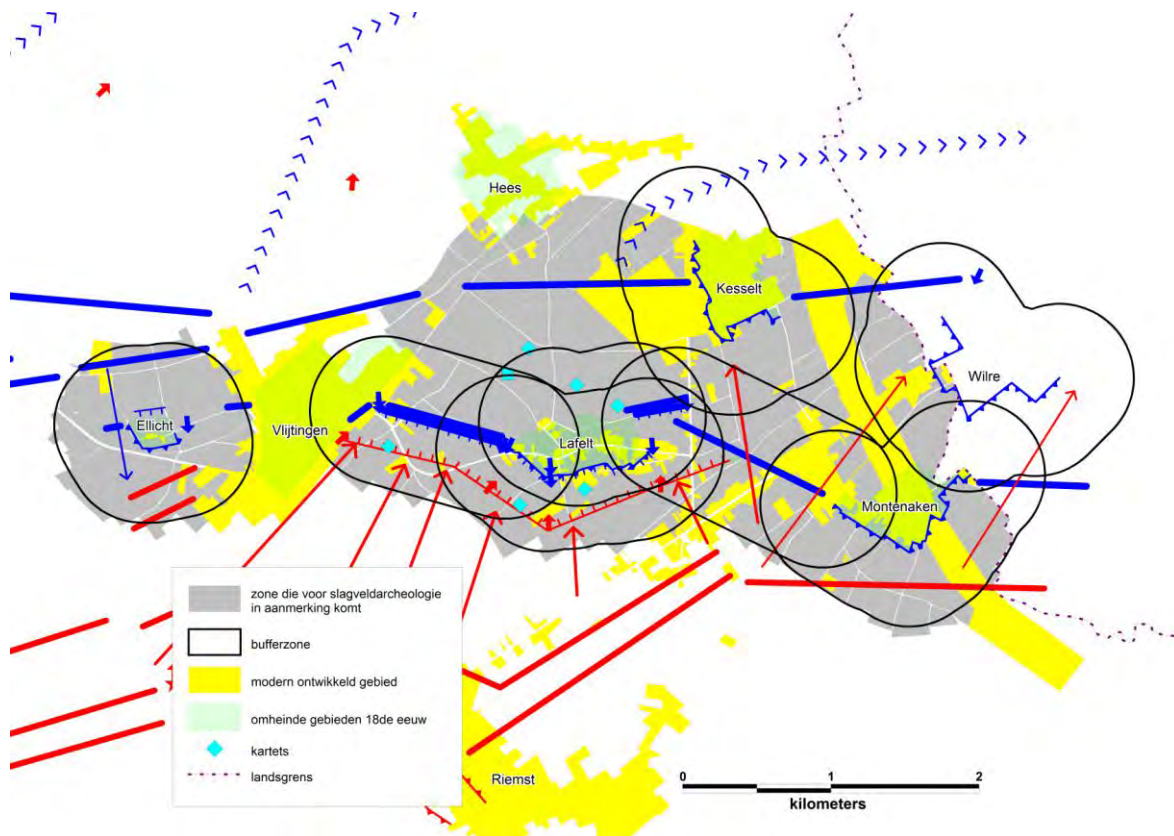 Hees
Kesselt
Wilre
Ellicht
Vlijtingen
Lafelt
Montenaken
zone die voor slagveldarcheologie
in aanmerking komt
bufferzone
modern ontwikkeld gebied
omheinde gebieden 18de eeuw
kartets
landsgrens
Riemst
0 1 2
kilometers